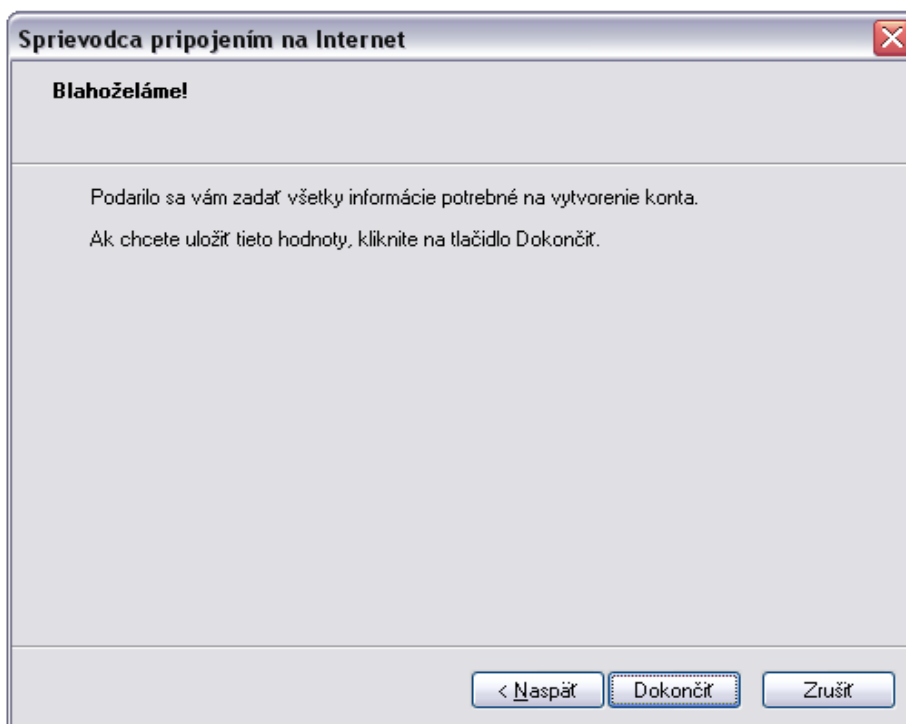 Sprievodca pripojením na Internet
Blahoželáme!
Podarilo sa vám zadať všetky informácie potrebné na vytvorenie konta.
Ak chcete uložiť tieto hodnoty, kliknite na tlačidlo Dokončiť.
< Naspäť Dokončiť Zrušiť